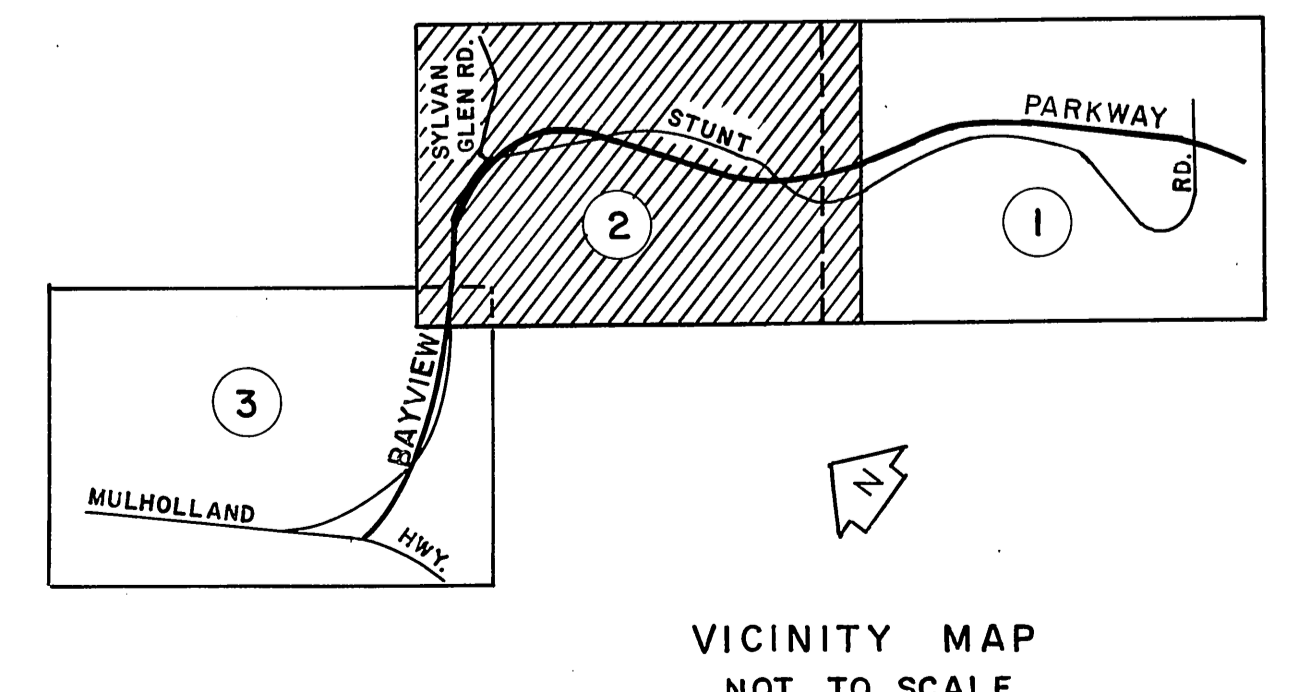 SYLVAN
GLEN RD.
STUNT
PARKWAY
RD.
2
1
BAYVIEW
3
MULHOLLAND
HWY.
N
VICINITY MAP
NOT TO SCALE